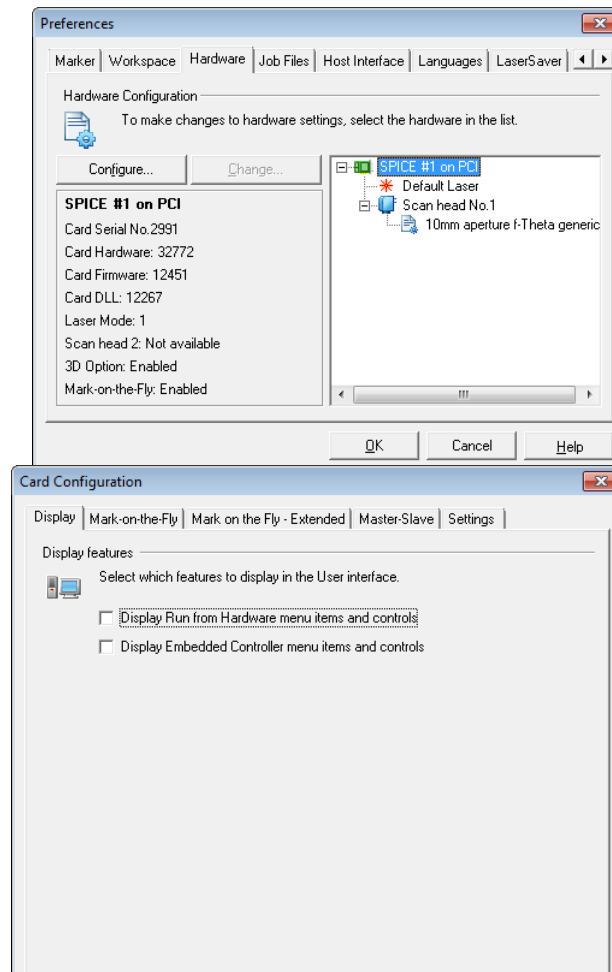 Preferences
Marker Workspace Hardware Job Files Host Interface Languages LaserSaver
Hardware Configuration
To make changes to hardware settings, select the hardware in the list.
Configure... Change...
SPICE #1 on PCI
Card Serial No.2991
Card Hardware: 32772
Card Firmware: 12451
Card DLL: 12267
Laser Mode: 1
Scan head 2: Not available
3D Option: Enabled
Mark-on-the-Fly: Enabled
SPICE #1 on PCI
Default Laser
Scan head No.1
10mm aperture f-Theta generic
OK Cancel Help
Card Configuration
Display Mark-on-the-Fly Mark on the Fly - Extended Master-Slave Settings
Display features
Select which features to display in the User interface.
Display Run from Hardware menu items and controls
Display Embedded Controller menu items and controls